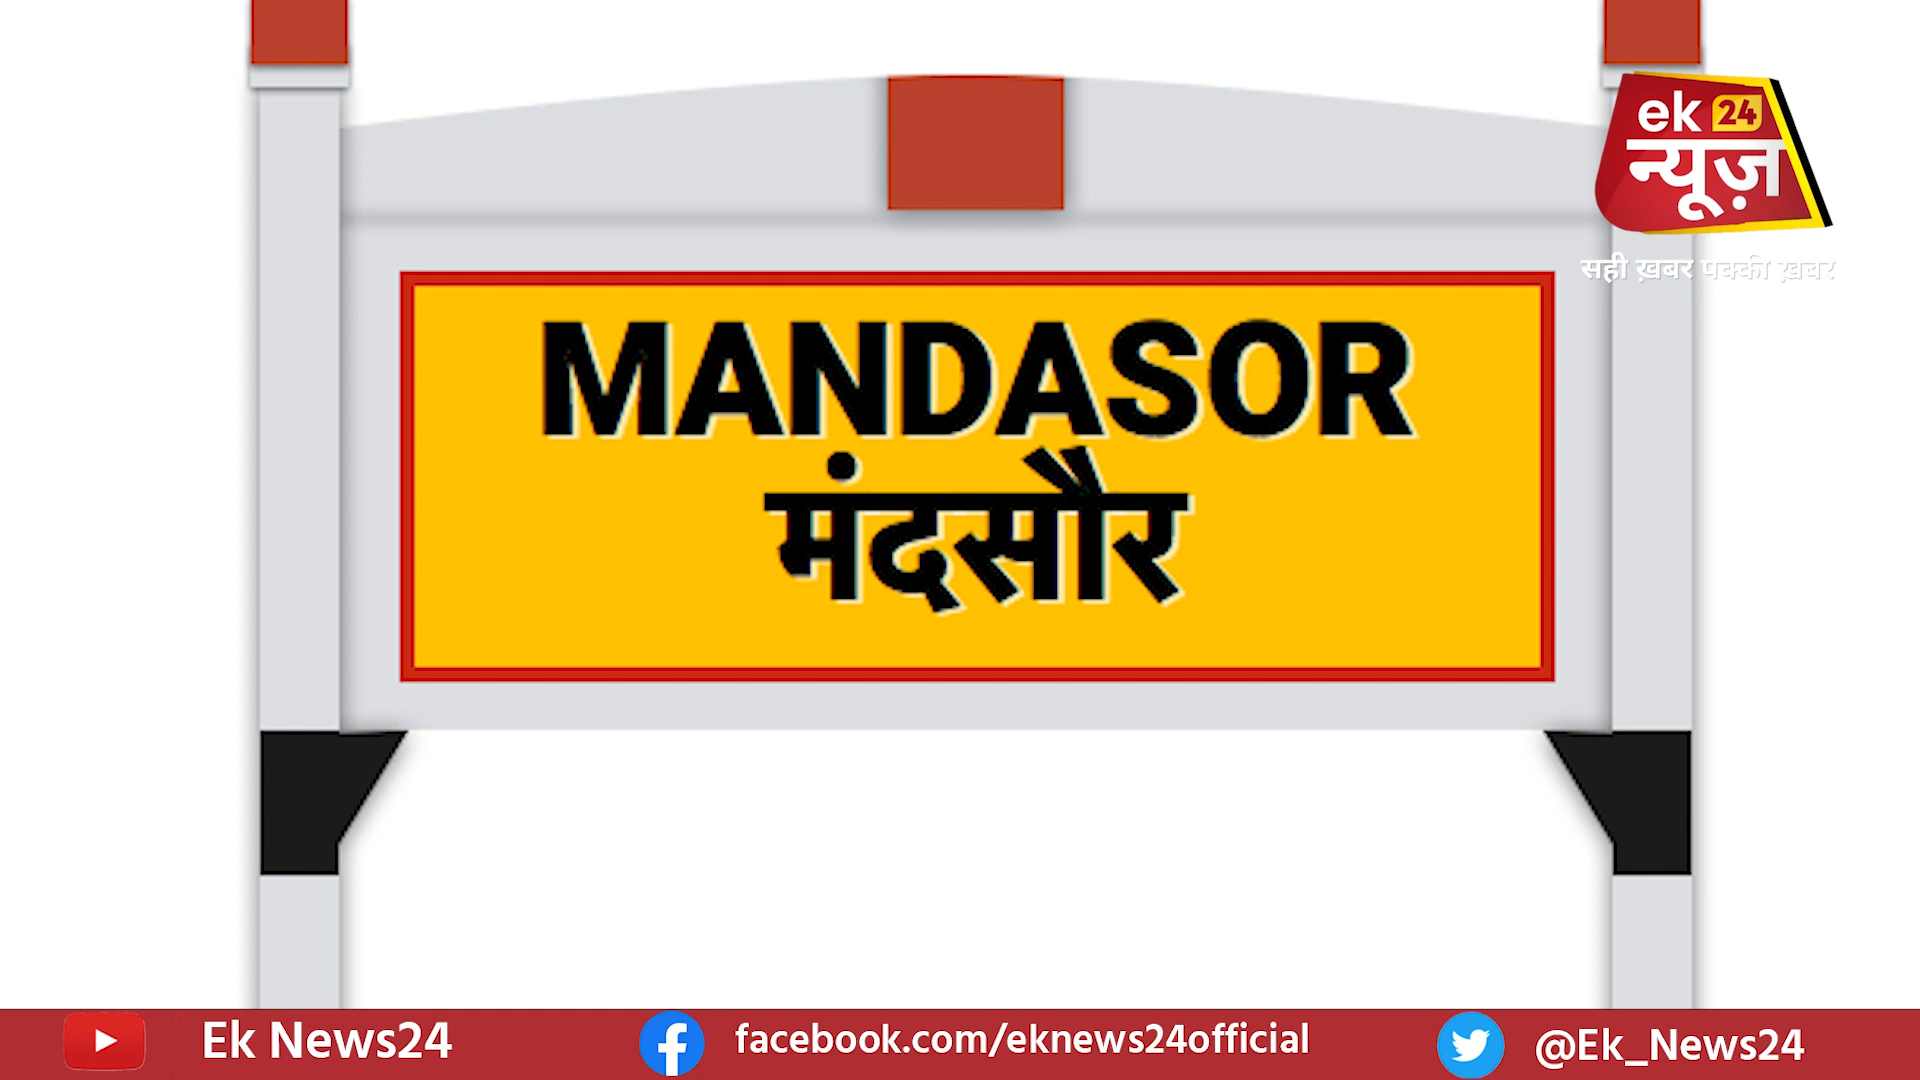 ek 24
न्यूज़
सही ख़बर पक्की ख़बर
MANDASOR
मंदसौर
Ek News24
facebook.com/eknews24official
@Ek_News24